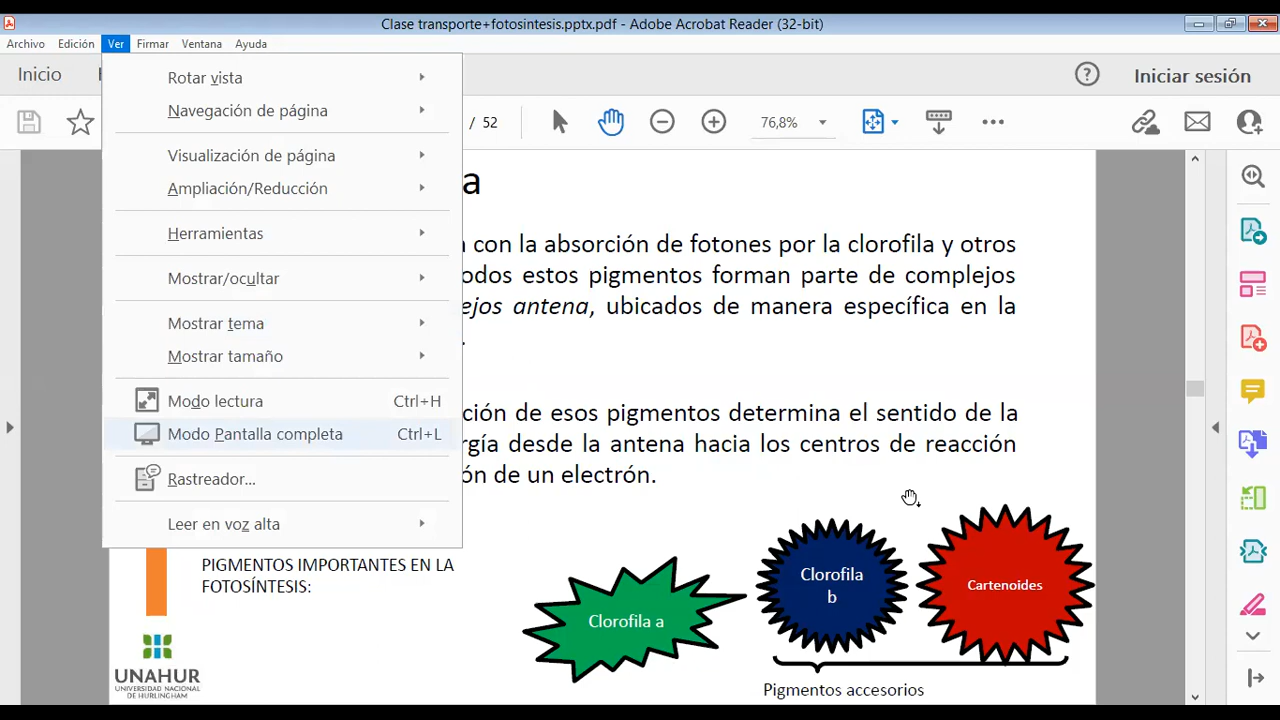 Clase transporte+fotosintesis.pptx.pdf - Adobe Acrobat Reader (32-bit)
Archivo Edición Ver Firmar Ventana Ayuda
Inicio
Iniciar sesión
/ 52
76,8%
Rotar vista
Navegación de página
Visualización de página
Ampliación/Reducción
Herramientas
Mostrar/ocultar
Mostrar tema
Mostrar tamaño
Modo lectura Ctrl+H
Modo Pantalla completa Ctrl+L
Rastreador...
Leer en voz alta
a
con la absorción de fotones por la clorofila y otros
odos estos pigmentos forman parte de complejos
ejos antena, ubicados de manera específica en la
.
ción de esos pigmentos determina el sentido de la
rgía desde la antena hacia los centros de reacción
ón de un electrón.
PIGMENTOS IMPORTANTES EN LA
FOTOSÍNTESIS:
Clorofila a
Clorofila
b
Cartenoides
Pigmentos accesorios
UNAHUR
UNIVERSIDAD NACIONAL
DE HURLINGHAM